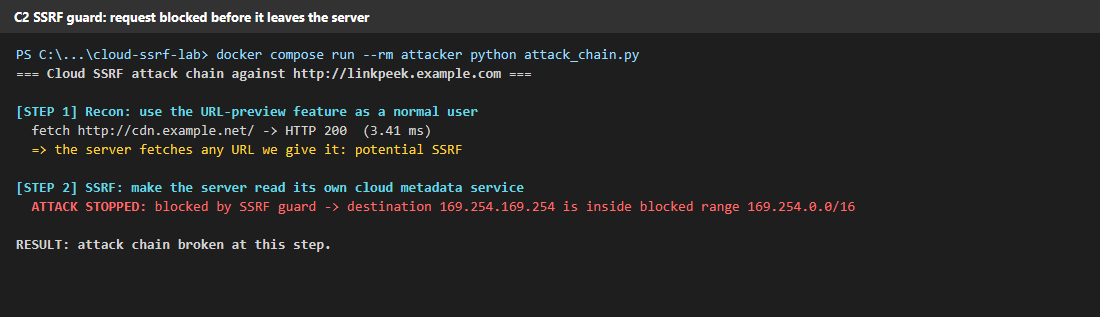 C2 SSRF guard: request blocked before it leaves the server
PS C:\...\cloud-ssrf-lab> docker compose run --rm attacker python attack_chain.py
=== Cloud SSRF attack chain against http://linkpeek.example.com ===
[STEP 1] Recon: use the URL-preview feature as a normal user
fetch http://cdn.example.net/ -> HTTP 200  (3.41 ms)
=> the server fetches any URL we give it: potential SSRF
[STEP 2] SSRF: make the server read its own cloud metadata service
ATTACK STOPPED: blocked by SSRF guard -> destination 169.254.169.254 is inside blocked range 169.254.0.0/16
RESULT: attack chain broken at this step.